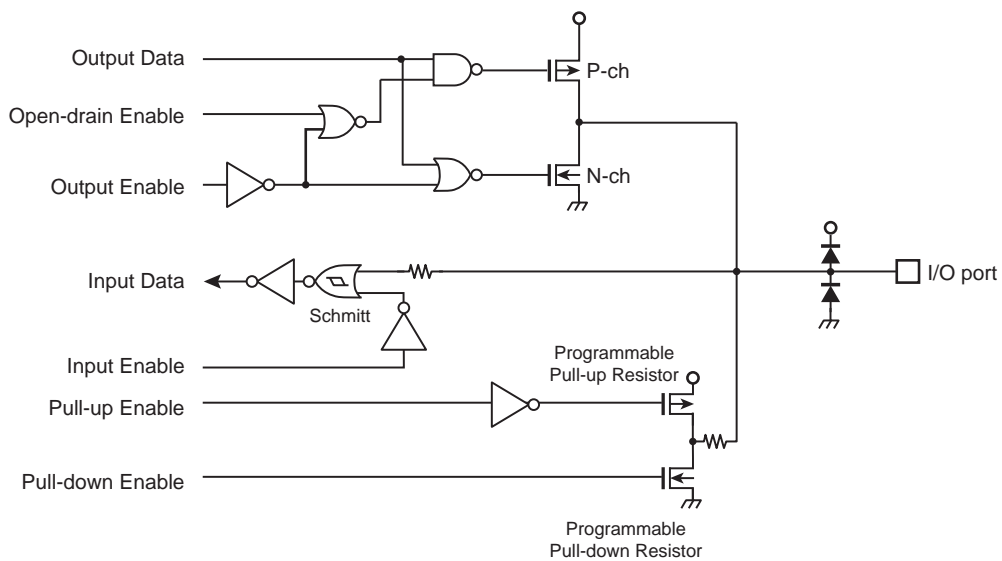 Output Data
P-ch
Open-drain Enable
Output Enable
N-ch
Input Data
I/O port
Schmitt
Input Enable
Programmable
Pull-up Resistor
Pull-up Enable
Pull-down Enable
Programmable
Pull-down Resistor